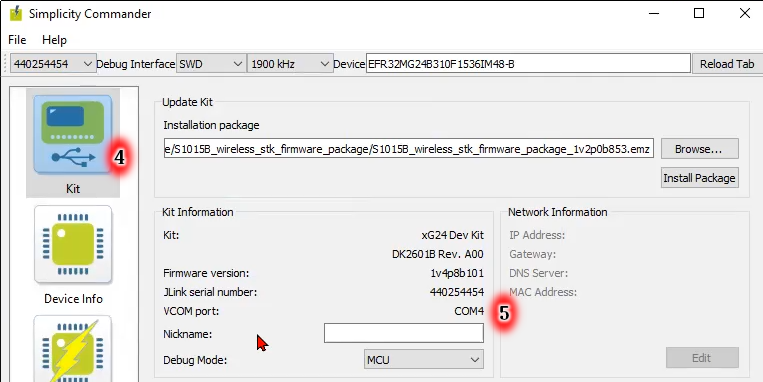 Simplicity Commander
File Help
440254454 Debug Interface SWD 1900 kHz Device EFR32MG24B310F1536IM48-B Reload Tab
4
Kit
Device Info
Update Kit
Installation package
e/S1015B_wireless_stk_firmware_package/S1015B_wireless_stk_firmware_package_1v2p0b853.emz Browse...
Install Package
Kit Information
Kit: xG24 Dev Kit
DK2601B Rev. A00
Firmware version: 1v4p8b101
JLink serial number: 440254454
VCOM port: COM4
5
Nickname:
Debug Mode: MCU
Network Information
IP Address:
Gateway:
DNS Server:
MAC Address:
Edit